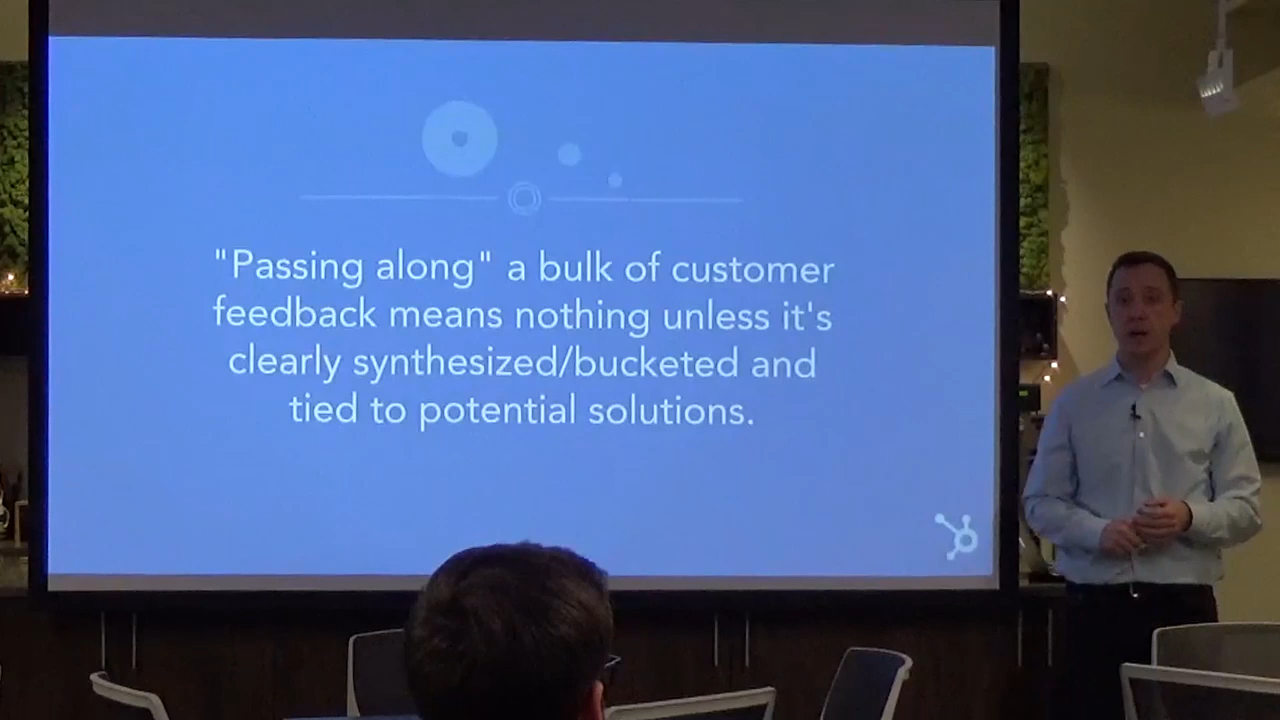 "Passing along" a bulk of customer
feedback means nothing unless it's
clearly synthesized/bucketed and
tied to potential solutions.